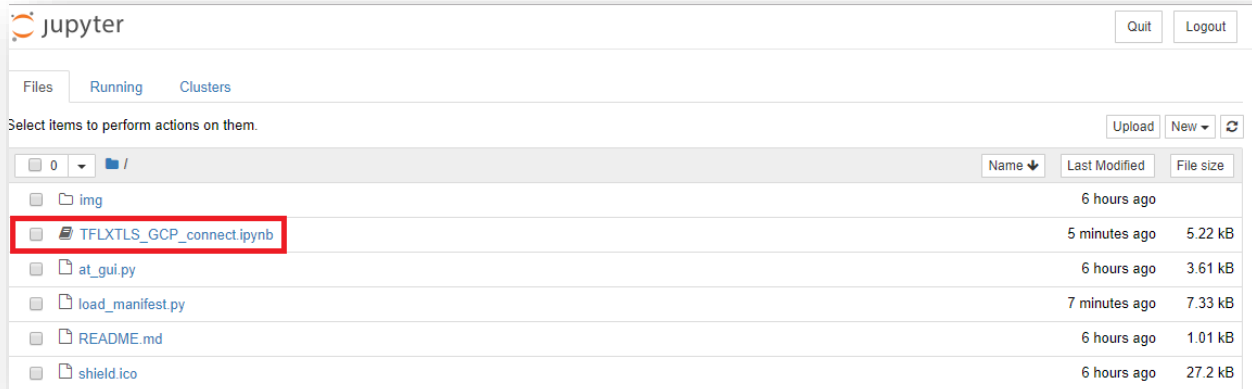 jupyter Quit Logout
Files Running Clusters
Select items to perform actions on them. Upload New
0 / Name Last Modified File size
img 6 hours ago
TFLXTLS_GCP_connect.ipynb 5 minutes ago 5.22 kB
at_gui.py 6 hours ago 3.61 kB
load_manifest.py 7 minutes ago 7.33 kB
README.md 6 hours ago 1.01 kB
shield.ico 6 hours ago 27.2 kB